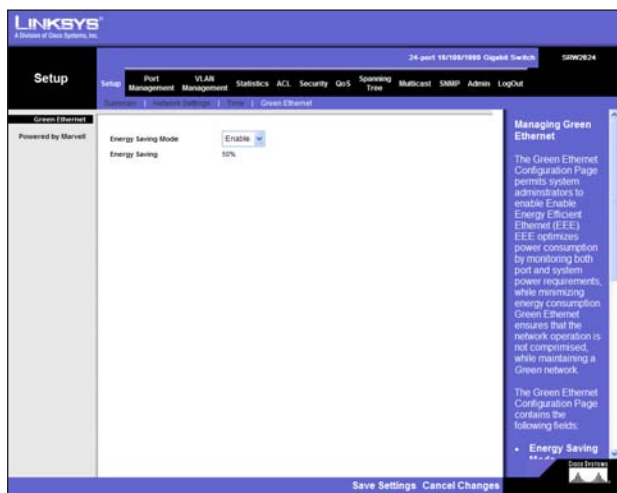 LINKSYS®
A Division of Cisco Systems, Inc.
24-port 10/100/1000 Gigabit Switch SRW2024
Setup
Setup Port Management VLAN Management Statistics ACL Security QoS Spanning Tree Multicast SNMP Admin LogOut
Summary | Network Settings | Time | Green Ethernet
Green Ethernet
Powered by Marvell
Energy Saving Mode Enable
Energy Saving 50%
Managing Green
Ethernet
The Green Ethernet
Configuration Page
permits system
adminstrators to
enable Enable
Energy Efficient
Ethernet (EEE)
EEE optimizes
power consumption
by monitoring both
port and system
power requirements,
while minimizing
energy consumption.
Green Ethernet
ensures that the
network operation is
not comprimised,
while maintaining a
Green network.
The Green Ethernet
Configuration Page
contains the
following fields:
• Energy Saving
Save Settings Cancel Changes
CISCO SYSTEMS